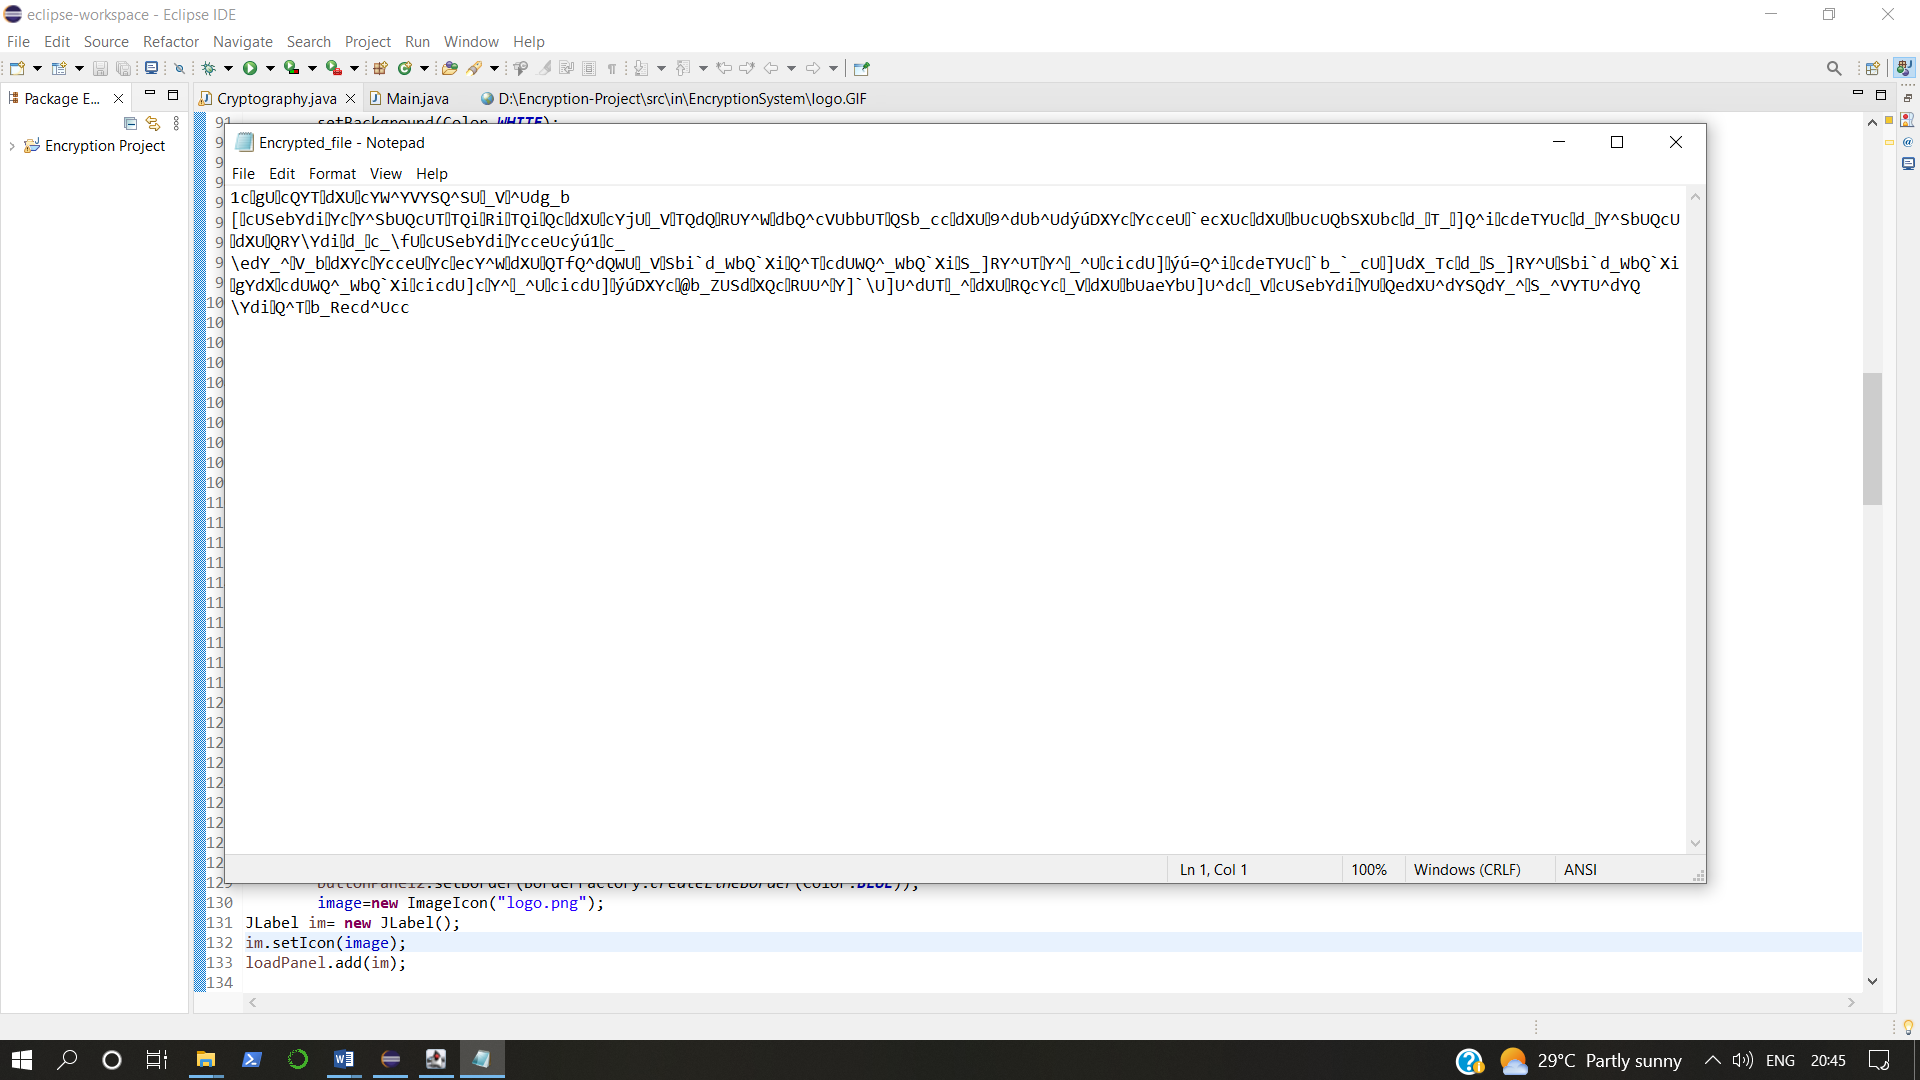 eclipse-workspace - Eclipse IDE
File Edit Source Refactor Navigate Search Project Run Window Help
Package E...
Cryptography.java
Main.java
D:\Encryption-Project\src\in\EncryptionSystem\logo.GIF
Encryption Project
91 setBackground(Color.WHITE);
Encrypted_file - Notepad
File Edit Format View Help
1c▯gU▯cQYT▯dXU▯cYW^YVYSQ^SU▯_V▯^Udg_b
[▯cUSebYdi▯Yc▯Y^SbUQcUT▯TQi▯Ri▯TQi▯Qc▯dXU▯cYjU▯_V▯TQdQ▯RUY^W▯dbQ^cVUbbUT▯QSb_cc▯dXU▯9^dUb^UdýúDXYc▯YcceU▯`ecXUc▯dXU▯bUcUQbSXUbc▯d_▯T_▯]Q^i▯cdeTYUc▯d_▯Y^SbUQcU
▯dXU▯QRY\Ydi▯d_▯c_\fU▯cUSebYdi▯YcceUcýú1▯c_
\edY_^▯V_b▯dXYc▯YcceU▯Yc▯ecY^W▯dXU▯QTfQ^dQWU▯_V▯Sbi`d_WbQ`Xi▯Q^T▯cdUWQ^_WbQ`Xi▯S_]RY^UT▯Y^▯_^U▯cicdU]▯ýú=Q^i▯cdeTYUc▯`b_`_cU▯]UdX_Tc▯d_▯S_]RY^U▯Sbi`d_WbQ`Xi
▯gYdX▯cdUWQ^_WbQ`Xi▯cicdU]c▯Y^▯_^U▯cicdU]▯ýúDXYc▯@b_ZUSd▯XQc▯RUU^▯Y]`\U]U^dUT▯_^▯dXU▯RQcYc▯_V▯dXU▯bUaeYbU]U^dc▯_V▯cUSebYdi▯YU▯QedXU^dYSQdY_^▯S_^VYTU^dYQ
\Ydi▯Q^T▯b_Recd^Ucc
Ln 1, Col 1 100% Windows (CRLF) ANSI
129 buttonPanel2.setBorder(BorderFactory.createLineBorder(Color.BLUE));
130 image=new ImageIcon("logo.png");
131 JLabel im= new JLabel();
132 im.setIcon(image);
133 loadPanel.add(im);
134
29°C Partly sunny
ENG
20:45